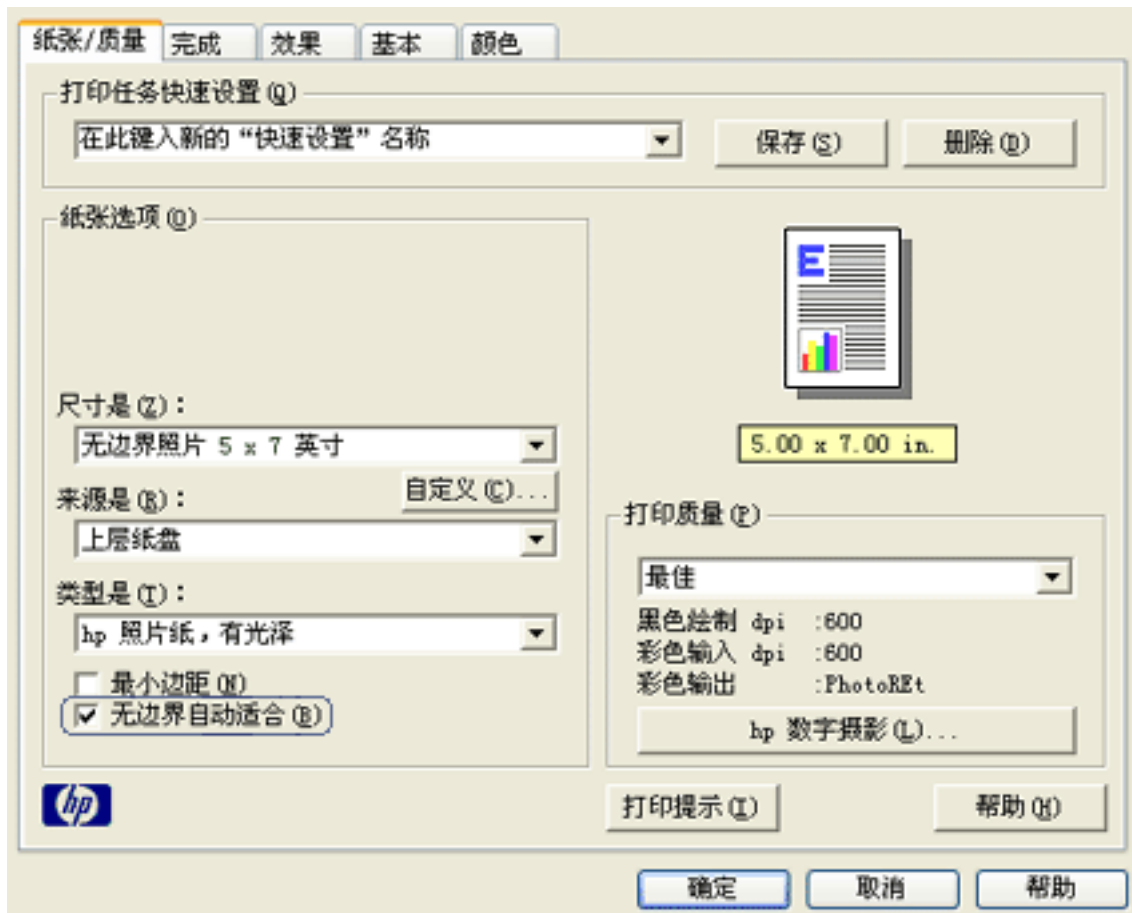 纸张/质量 完成 效果 基本 颜色
打印任务快速设置(Q)
在此键入新的“快速设置”名称
保存(S) 删除(D)
纸张选项(O)
E
尺寸是(Z):
无边界照片 5 x 7 英寸
5.00 x 7.00 in.
自定义(C)...
来源是(R):
上层纸盘
打印质量(P)
最佳
类型是(T):
hp 照片纸,有光泽
黑色绘制 dpi :600
彩色输入 dpi :600
彩色输出 :PhotoREt
最小边距(N)
无边界自动适合(B)
hp 数字摄影(L)...
hp
打印提示(I) 帮助(H)
确定 取消 帮助